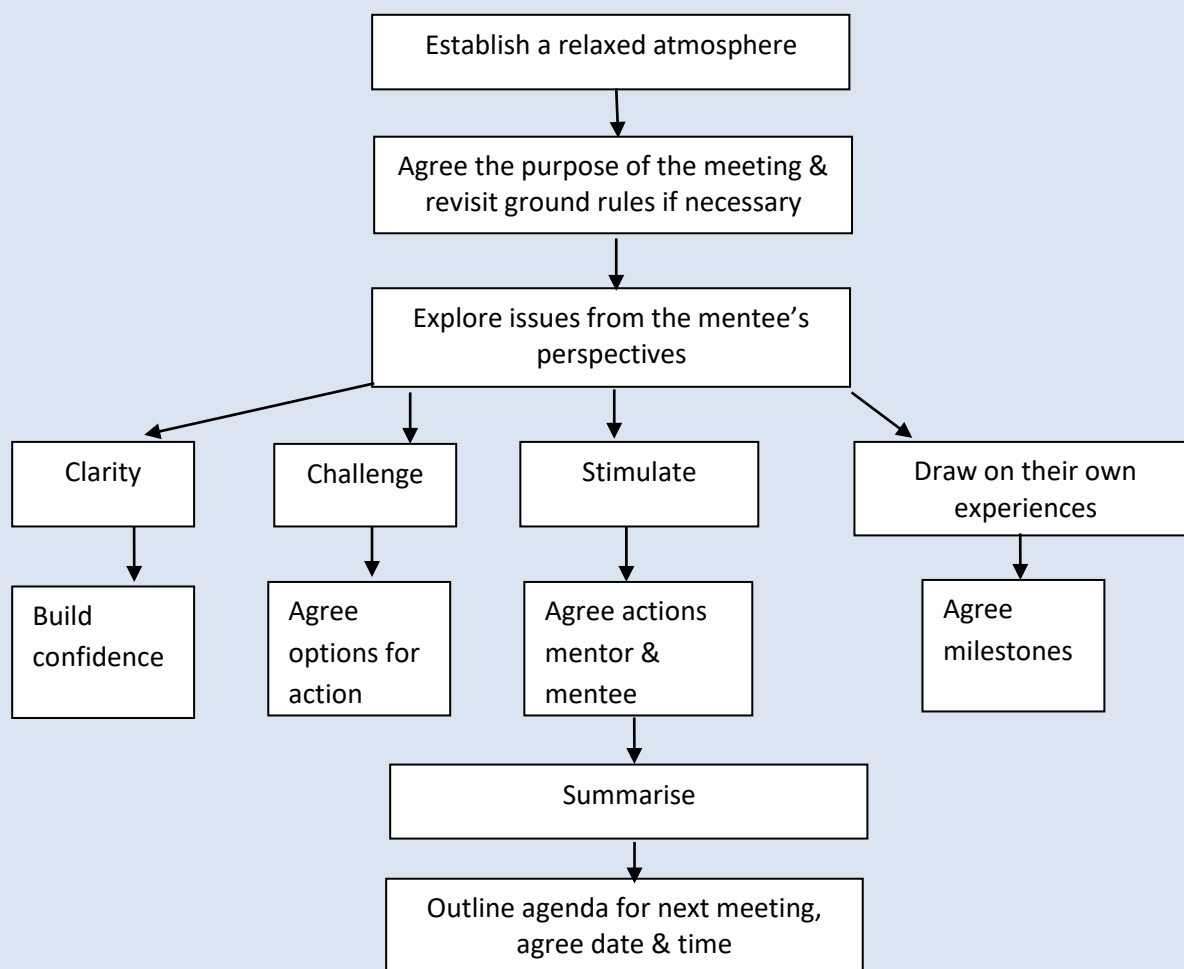 Establish a relaxed atmosphere
Agree the purpose of the meeting &
revisit ground rules if necessary
Explore issues from the mentee’s
perspectives
Clarity
Challenge
Stimulate
Draw on their own
experiences
Build
confidence
Agree
options for
action
Agree actions
mentor &
mentee
Agree
milestones
Summarise
Outline agenda for next meeting,
agree date & time